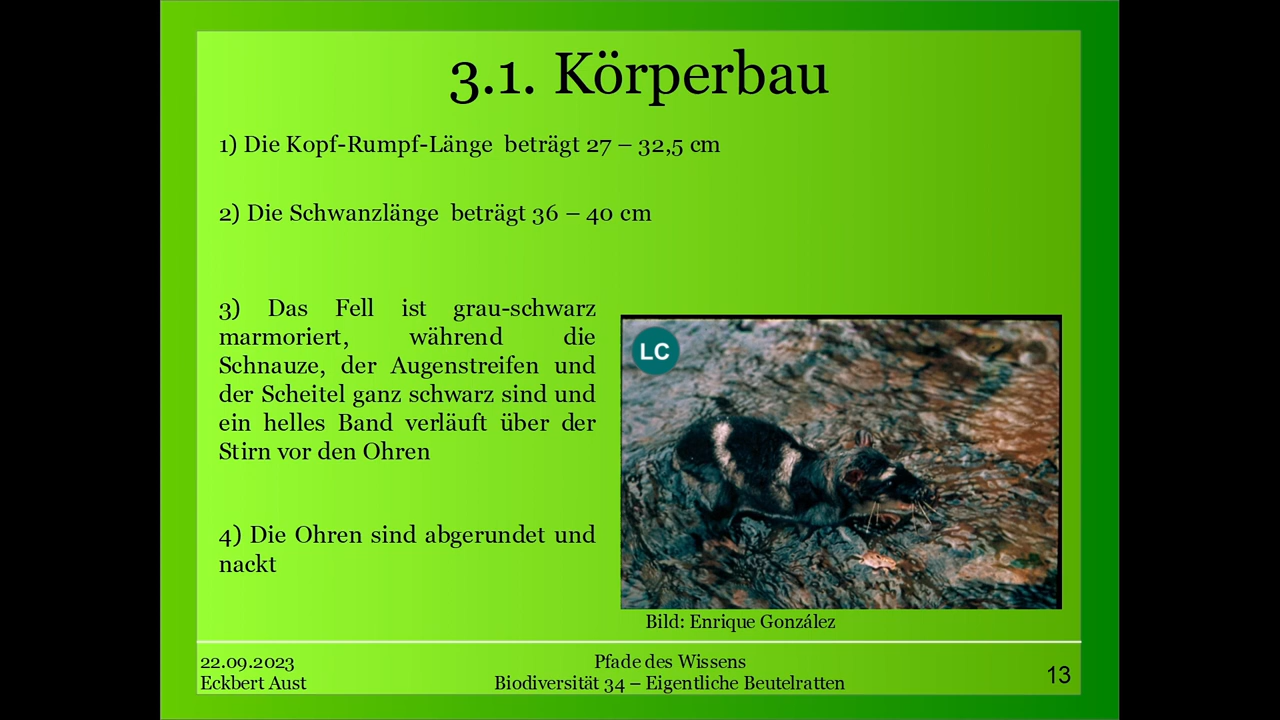 3.1. Körperbau
1) Die Kopf-Rumpf-Länge beträgt 27 – 32,5 cm
2) Die Schwanzlänge beträgt 36 – 40 cm
3) Das Fell ist grau-schwarz
marmoriert, während die
Schnauze, der Augenstreifen und
der Scheitel ganz schwarz sind und
ein helles Band verläuft über der
Stirn vor den Ohren
4) Die Ohren sind abgerundet und
nackt
LC
Bild: Enrique González
22.09.2023
Eckbert Aust
Pfade des Wissens
Biodiversität 34 – Eigentliche Beutelratten
13